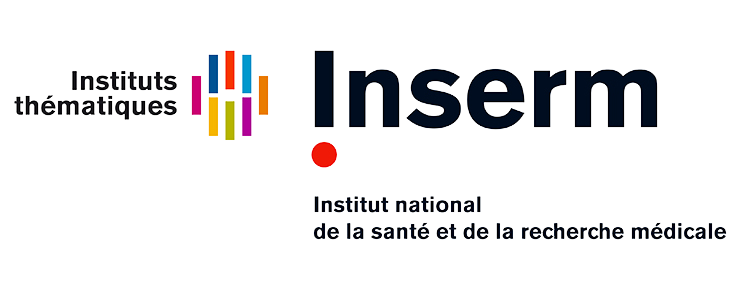 Instituts
thématiques
Inserm
Institut national
de la santé et de la recherche médicale